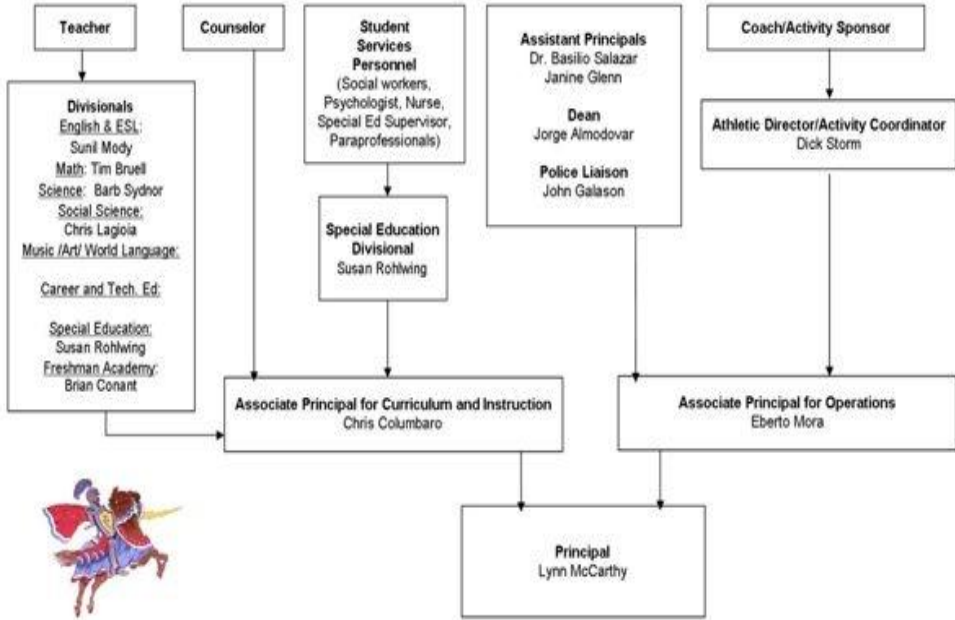 Teacher
Counselor
Student
Services
Personnel
(Social workers,
Psychologist, Nurse,
Special Ed Supervisor,
Paraprofessionals)
Assistant Principals
Dr. Basilio Salazar
Janine Glenn
Dean
Jorge Almodovar
Police Liaison
John Galason
Coach/Activity Sponsor
Divisionals
English & ESL:
Sunil Mody
Math: Tim Bruell
Science: Barb Sydnor
Social Science:
Chris Lagioia
Music /Art/ World Language:
Career and Tech. Ed:
Special Education:
Susan Rohlwing
Freshman Academy:
Brian Conant
Special Education
Divisional
Susan Rohlwing
Athletic Director/Activity Coordinator
Dick Storm
Associate Principal for Curriculum and Instruction
Chris Columbaro
Associate Principal for Operations
Eberto Mora
Principal
Lynn McCarthy